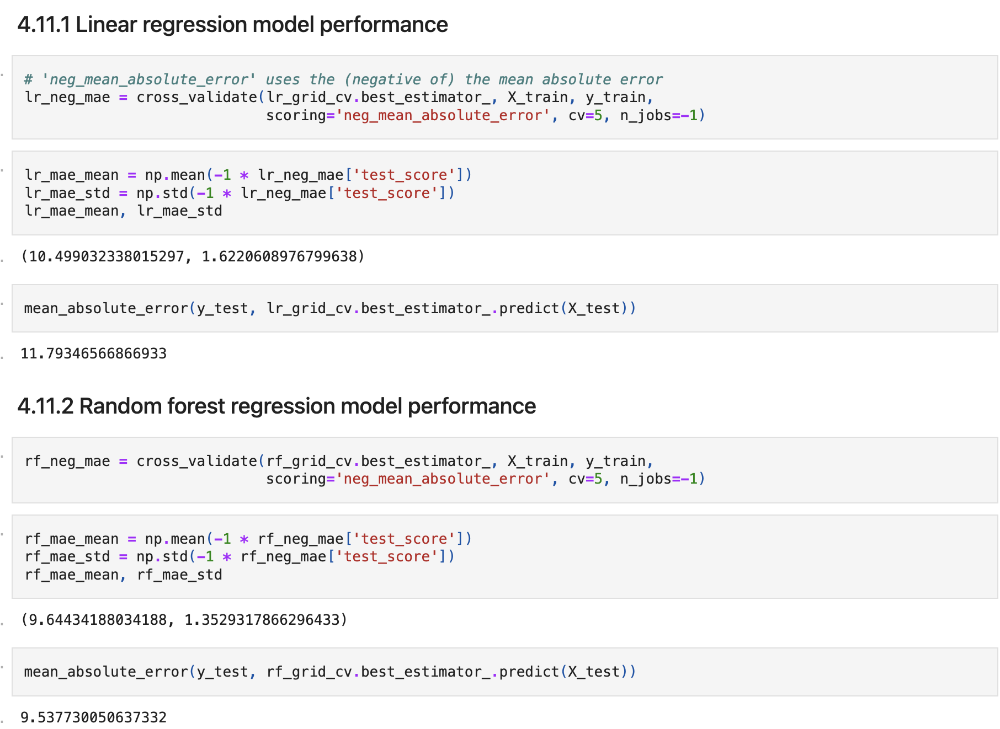 4.11.1 Linear regression model performance
# 'neg_mean_absolute_error' uses the (negative of) the mean absolute error
lr_neg_mae = cross_validate(lr_grid_cv.best_estimator_, X_train, y_train,
scoring='neg_mean_absolute_error', cv=5, n_jobs=-1)
lr_mae_mean = np.mean(-1 * lr_neg_mae['test_score'])
lr_mae_std = np.std(-1 * lr_neg_mae['test_score'])
lr_mae_mean, lr_mae_std
(10.499032338015297, 1.6220608976799638)
mean_absolute_error(y_test, lr_grid_cv.best_estimator_.predict(X_test))
11.79346566866933
4.11.2 Random forest regression model performance
rf_neg_mae = cross_validate(rf_grid_cv.best_estimator_, X_train, y_train,
scoring='neg_mean_absolute_error', cv=5, n_jobs=-1)
rf_mae_mean = np.mean(-1 * rf_neg_mae['test_score'])
rf_mae_std = np.std(-1 * rf_neg_mae['test_score'])
rf_mae_mean, rf_mae_std
(9.64434188034188, 1.3529317866296433)
mean_absolute_error(y_test, rf_grid_cv.best_estimator_.predict(X_test))
9.537730050637332